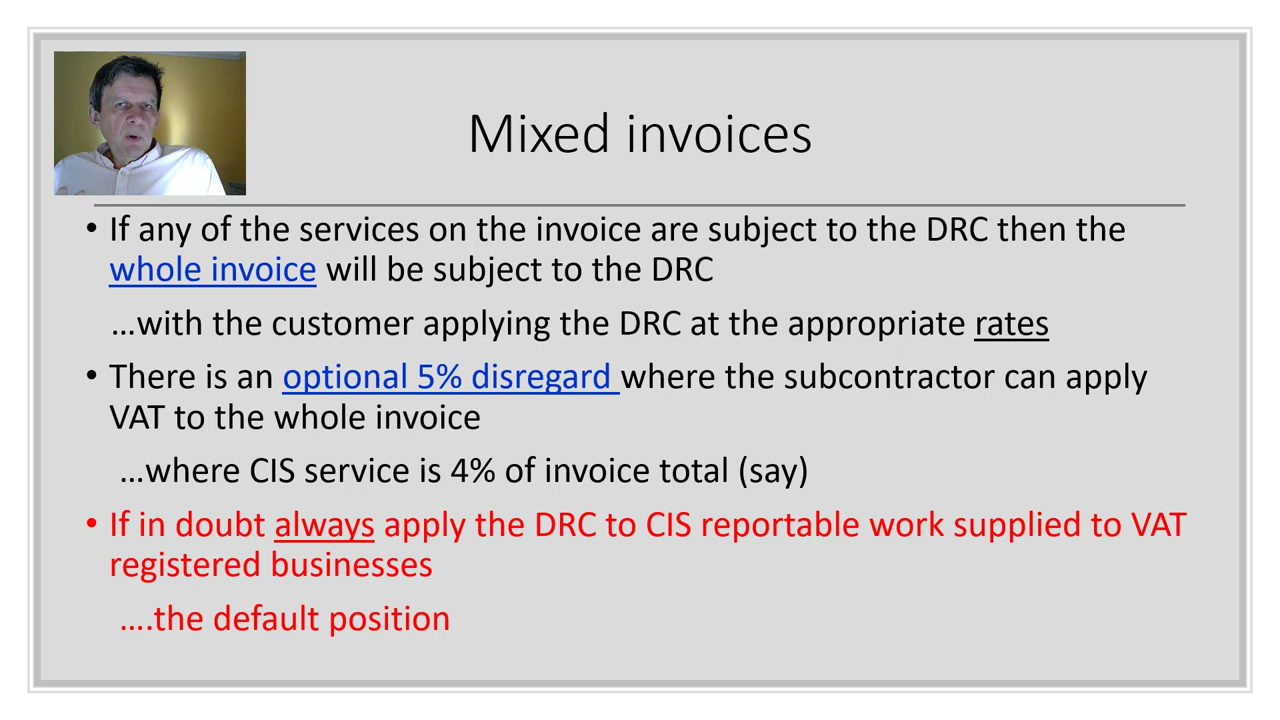 Mixed invoices
• If any of the services on the invoice are subject to the DRC then the
whole invoice will be subject to the DRC
...with the customer applying the DRC at the appropriate rates
• There is an optional 5% disregard where the subcontractor can apply
VAT to the whole invoice
...where CIS service is 4% of invoice total (say)
• If in doubt always apply the DRC to CIS reportable work supplied to VAT
registered businesses
....the default position